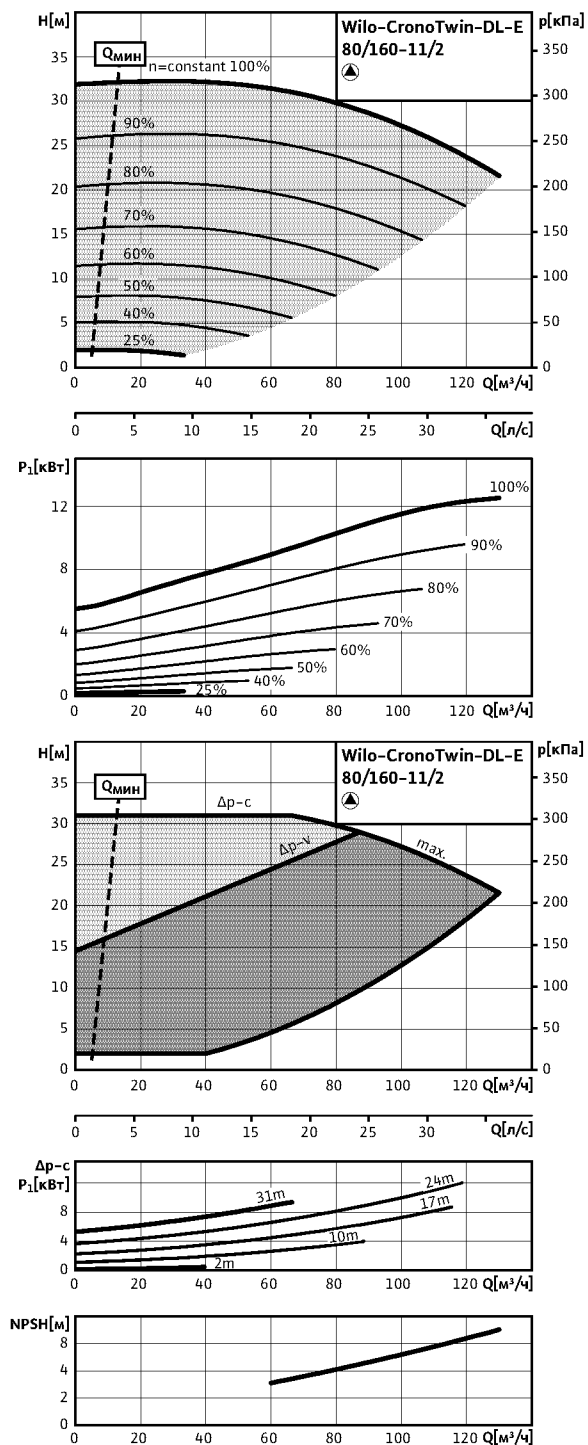 H[м]
p[кПа]
Wilo-CronoTwin-DL-E
80/160-11/2
Qмин
n=constant 100%
90%
80%
70%
60%
50%
40%
25%
35
30
25
20
15
10
5
0
350
300
250
200
150
100
50
0
0 20 40 60 80 100 120 Q[м³/ч]
0 5 10 15 20 25 30 Q[л/с]
P₁[кВт]
12
8
4
0
100%
90%
80%
70%
60%
50%
40%
25%
0 20 40 60 80 100 120 Q[м³/ч]
H[м]
p[кПа]
Wilo-CronoTwin-DL-E
80/160-11/2
Qмин
Δp-c
Δp-v
max.
35
30
25
20
15
10
5
0
350
300
250
200
150
100
50
0
0 20 40 60 80 100 120 Q[м³/ч]
0 5 10 15 20 25 30 Q[л/с]
Δp-c
P₁[кВт]
8
4
0
31m
24m
17m
10m
2m
0 20 40 60 80 100 120 Q[м³/ч]
NPSH[м]
8
4
2
0
0 20 40 60 80 100 120 Q[м³/ч]